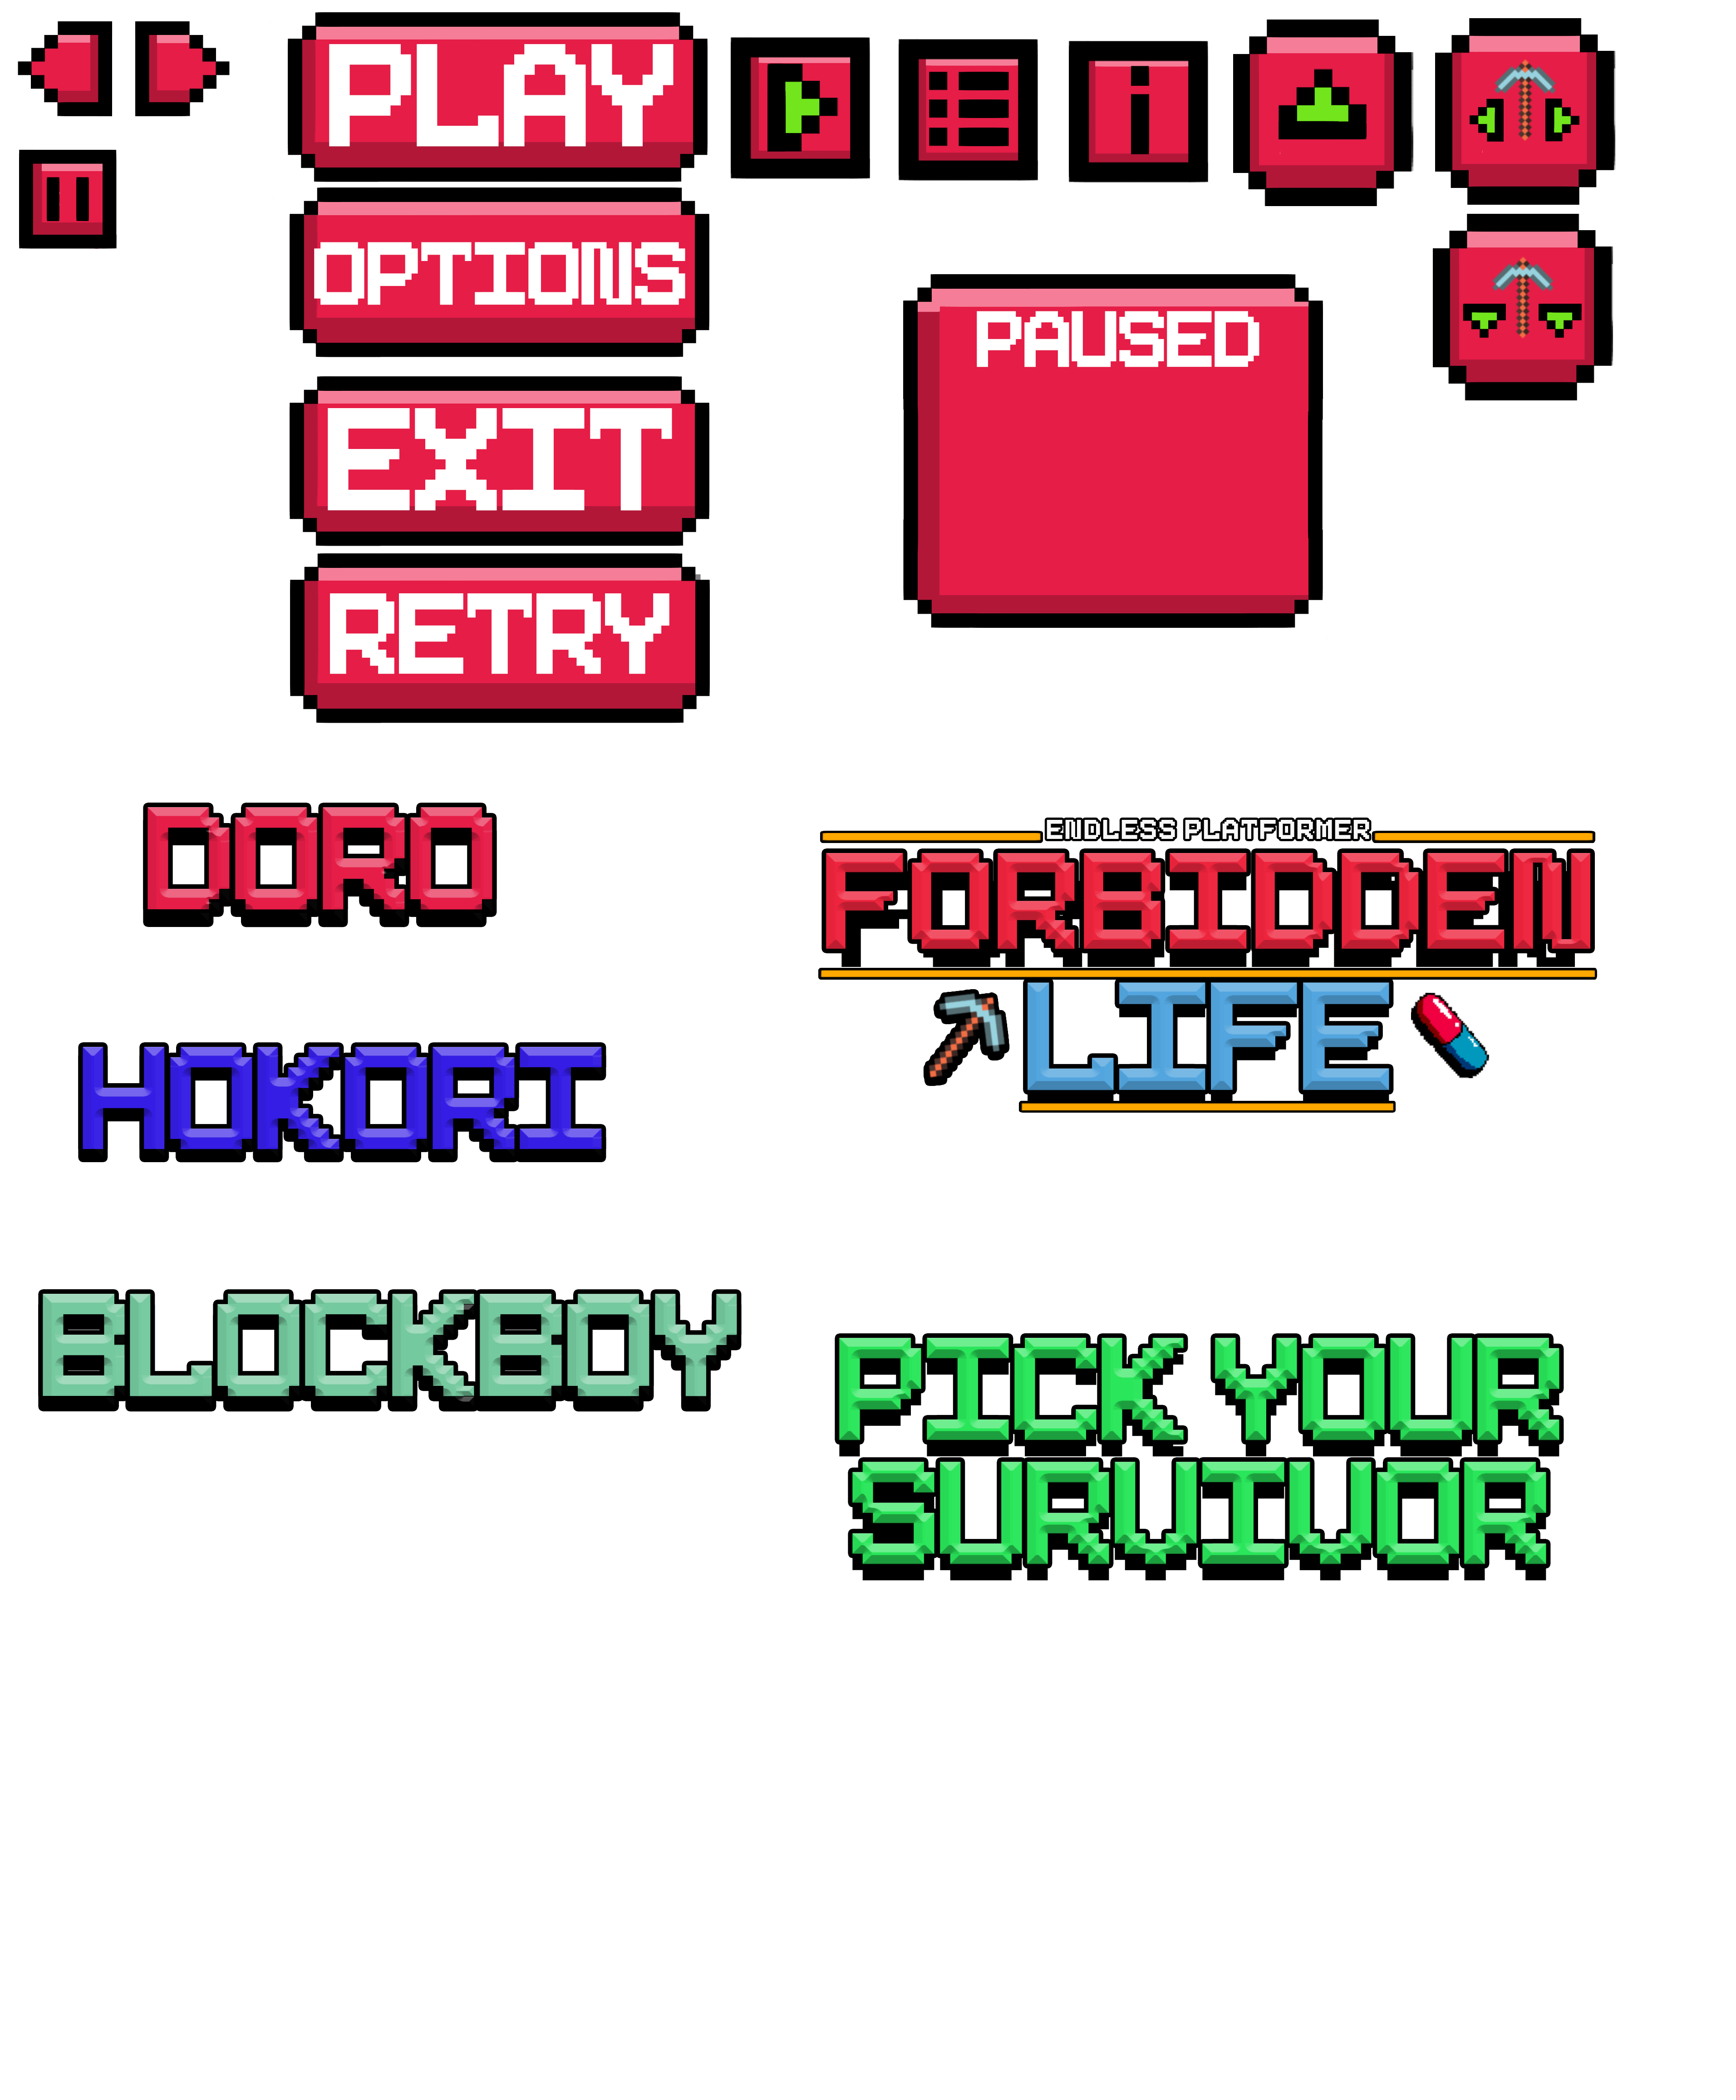 PLAY
i
OPTIONS
PAUSED
EXIT
RETRY
DORO
ENDLESS PLATFORMER
FORBIDDEN
LIFE
HOKORI
BLOCKBOY
PICK YOUR
SURVIVOR